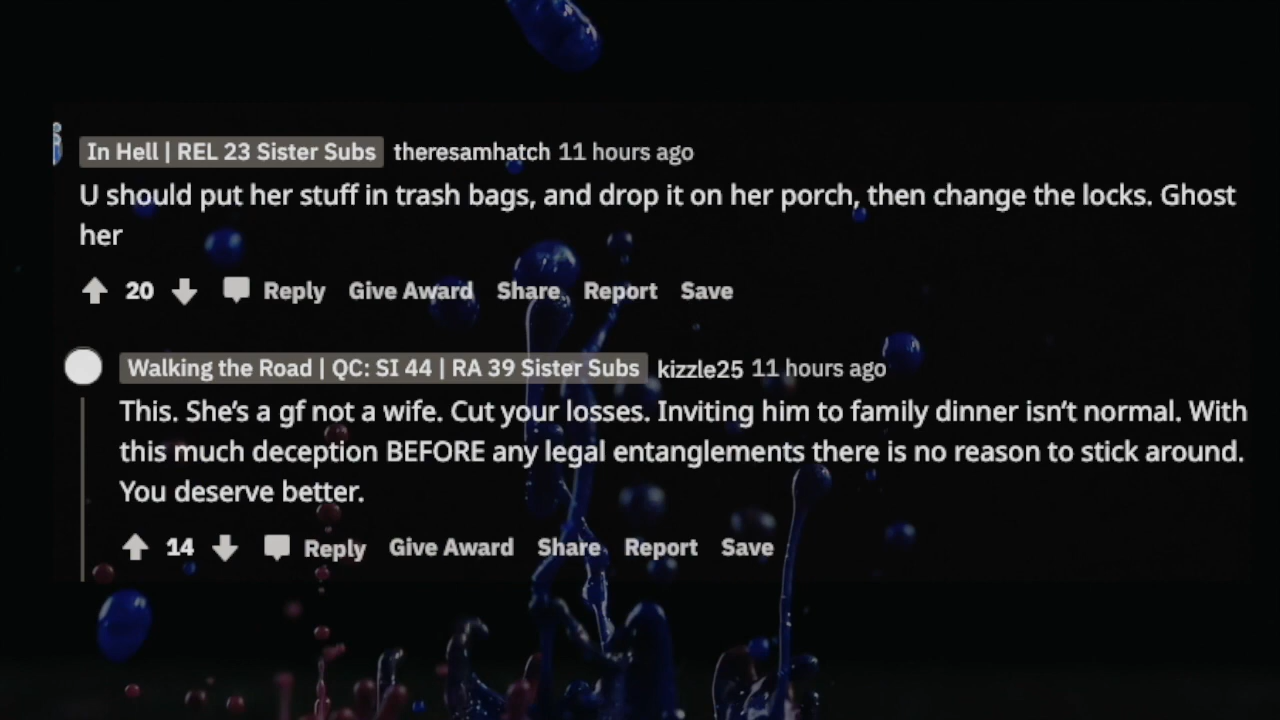 In Hell | REL 23 Sister Subs theresamhatch 11 hours ago
U should put her stuff in trash bags, and drop it on her porch, then change the locks. Ghost
her
20 Reply Give Award Share Report Save
Walking the Road | QC: SI 44 | RA 39 Sister Subs kizzle25 11 hours ago
This. She's a gf not a wife. Cut your losses. Inviting him to family dinner isn't normal. With
this much deception BEFORE any legal entanglements there is no reason to stick around.
You deserve better.
14 Reply Give Award Share Report Save